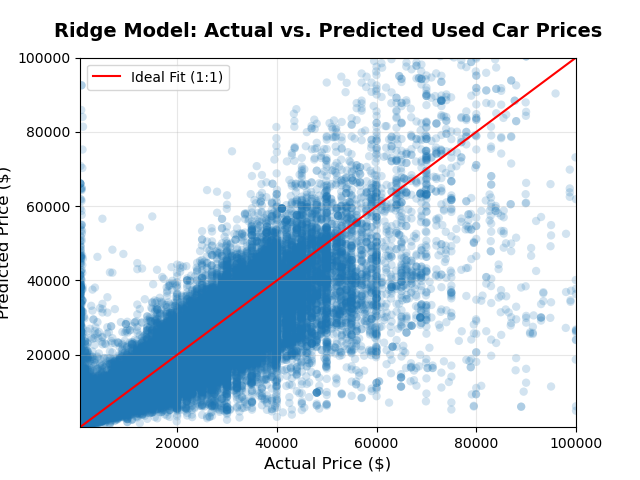 Ridge Model: Actual vs. Predicted Used Car Prices
Ideal Fit (1:1)
Predicted Price ($)
100000
80000
60000
40000
20000
20000 40000 60000 80000 100000
Actual Price ($)